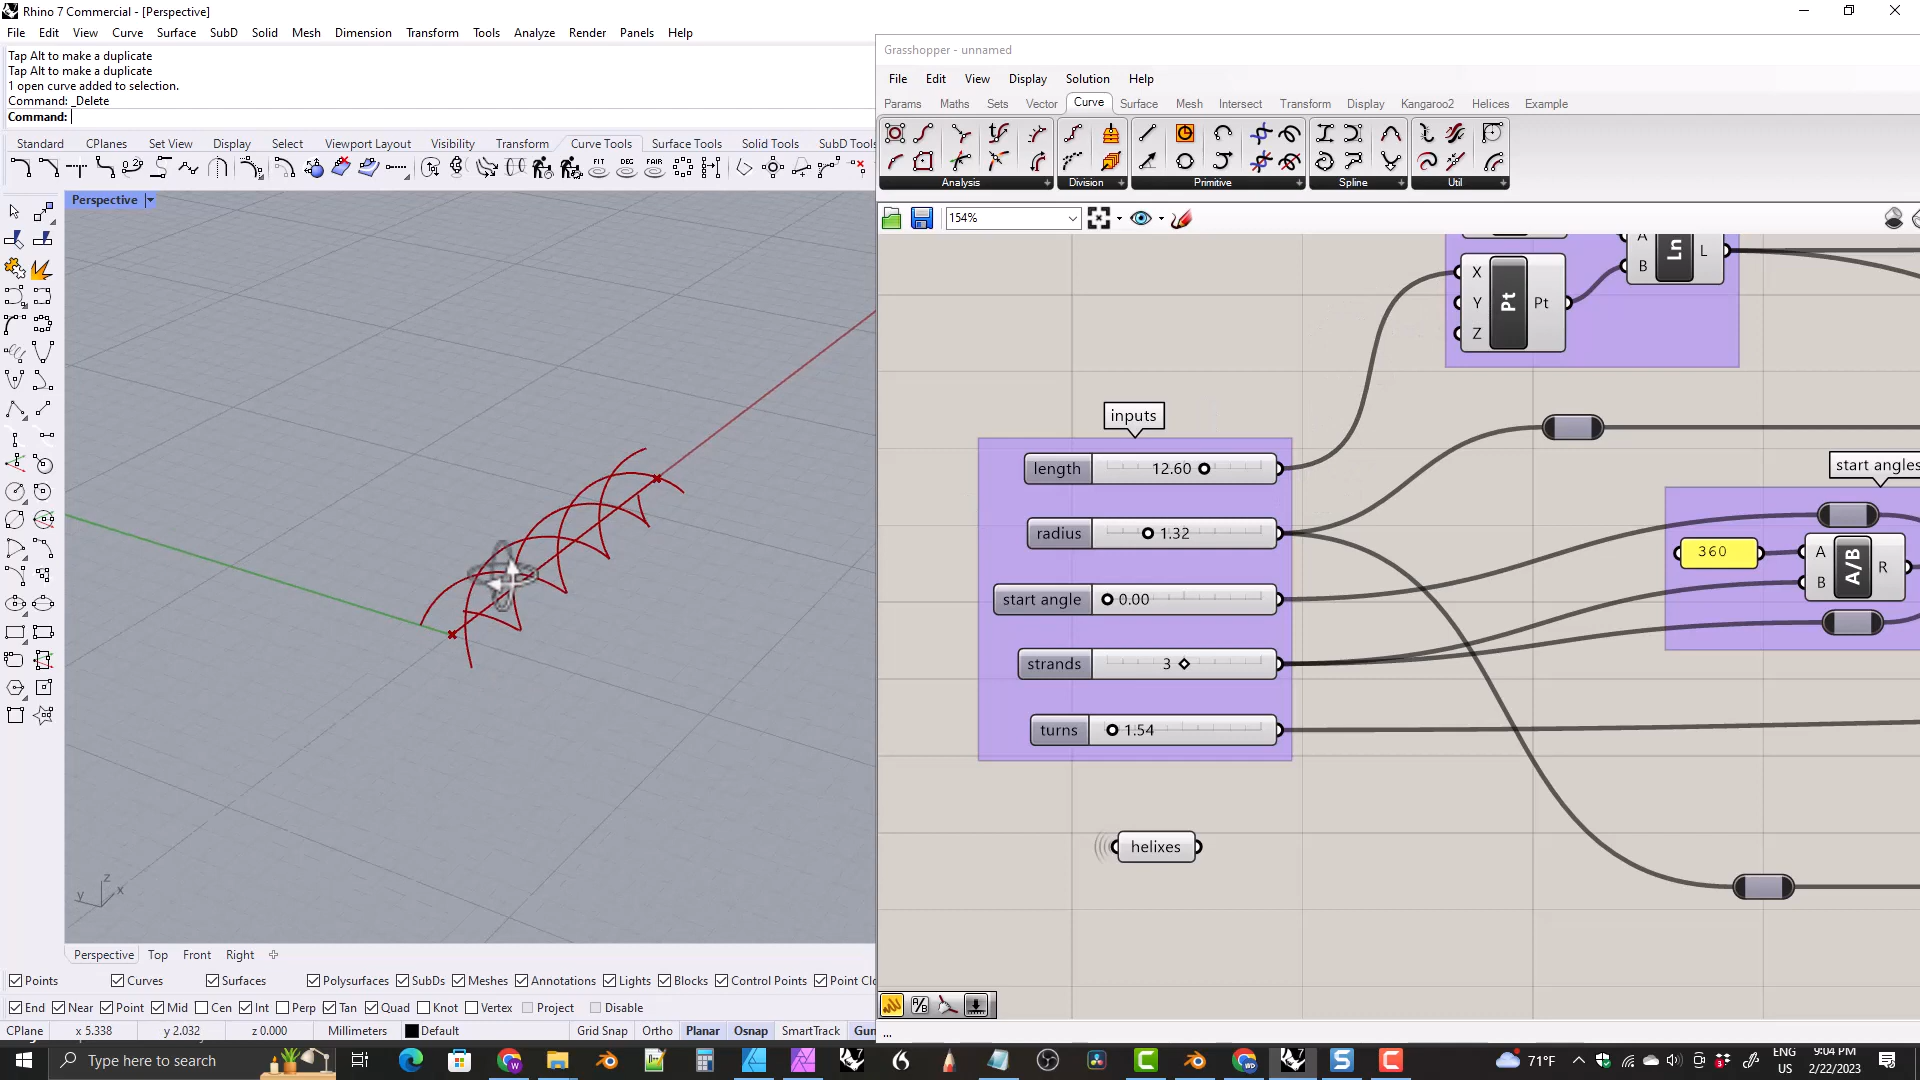 Rhino 7 Commercial - [Perspective]
File Edit View Curve Surface SubD Solid Mesh Dimension Transform Tools Analyze Render Panels Help
Tap Alt to make a duplicate
Tap Alt to make a duplicate
1 open curve added to selection.
Command: _Delete
Command:
Standard CPlanes Set View Display Select Viewport Layout Visibility Transform Curve Tools Surface Tools Solid Tools SubD Tools
FIT DEG FAIR
Perspective
z
y x
Perspective Top Front Right
Points Curves Surfaces Polysurfaces SubDs Meshes Annotations Lights Blocks Control Points Point Clo
End Near Point Mid Cen Int Perp Tan Quad Knot Vertex Project Disable
CPlane x 5.338 y 2.032 z 0.000 Millimeters Default Grid Snap Ortho Planar Osnap SmartTrack Gum
Grasshopper - unnamed
File Edit View Display Solution Help
Params Maths Sets Vector Curve Surface Mesh Intersect Transform Display Kangaroo2 Helices Example
Analysis Division Primitive Spline Util
154%
A
Ln L
B
X
Y Pt Pt
Z
inputs
length 12.60
start angles
radius 1.32
360 A
A/B R
B
start angle 0.00
strands 3
turns 1.54
helixes
...
Type here to search
71°F
ENG
US
9:04 PM
2/22/2023